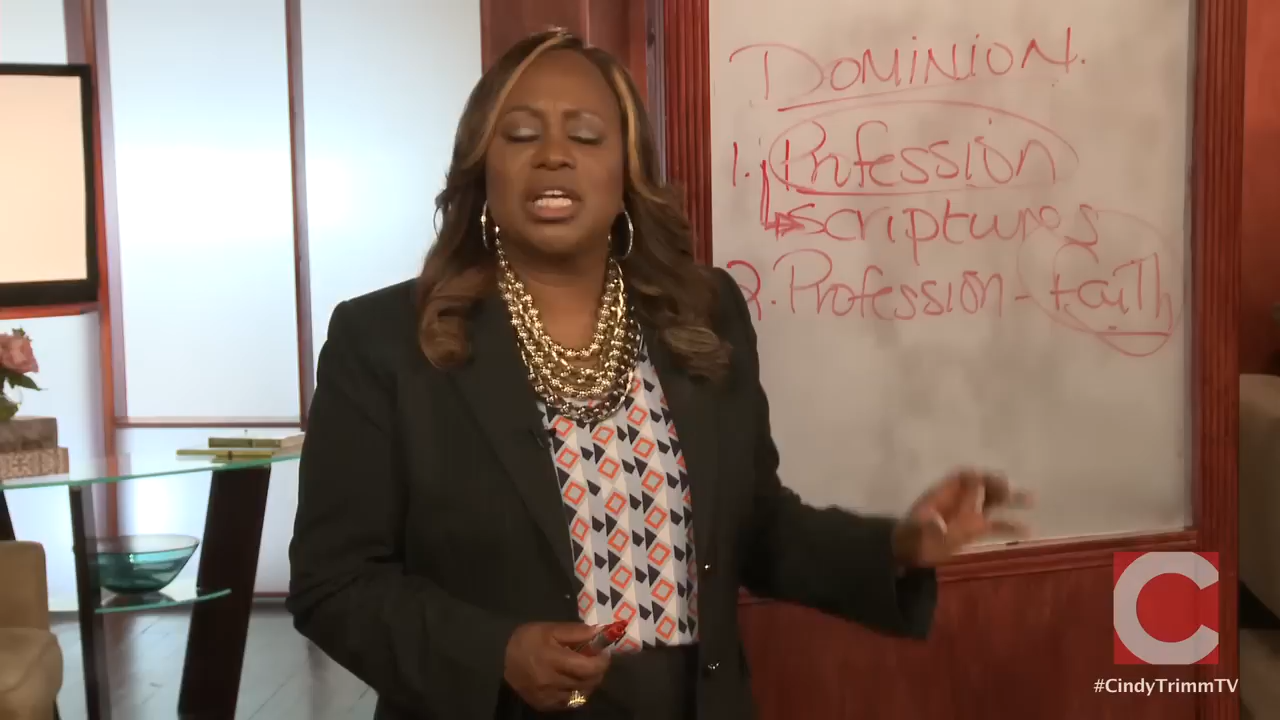 DOMINION.
1. Profession
scriptures
2. Profession - faith
C
#CindyTrimmTV